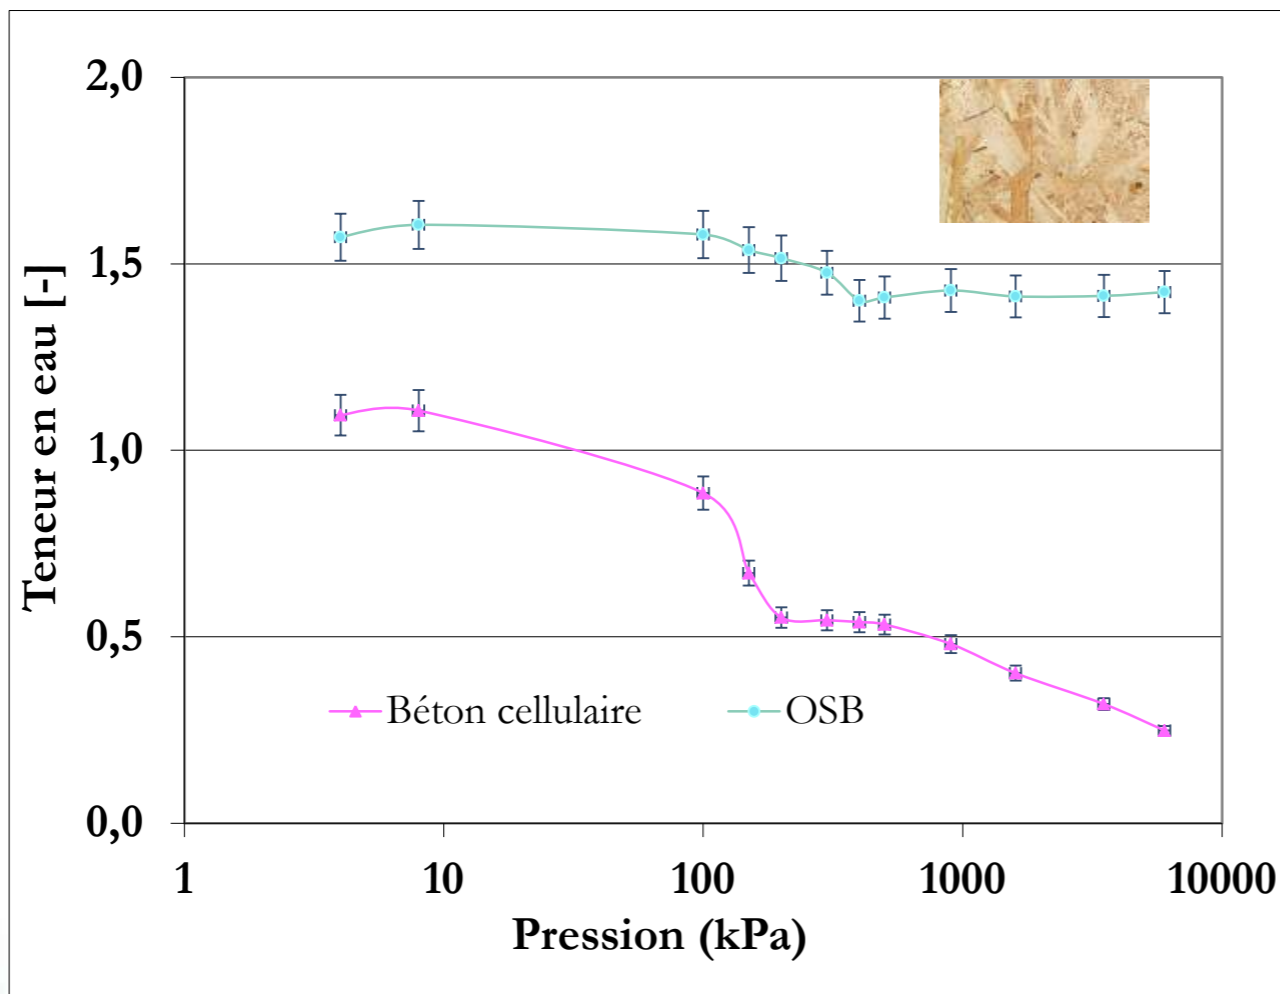 2,0
1,5
1,0
0,5
0,0
Teneur en eau [-]
Béton cellulaire
OSB
1 10 100 1000 10000
Pression (kPa)